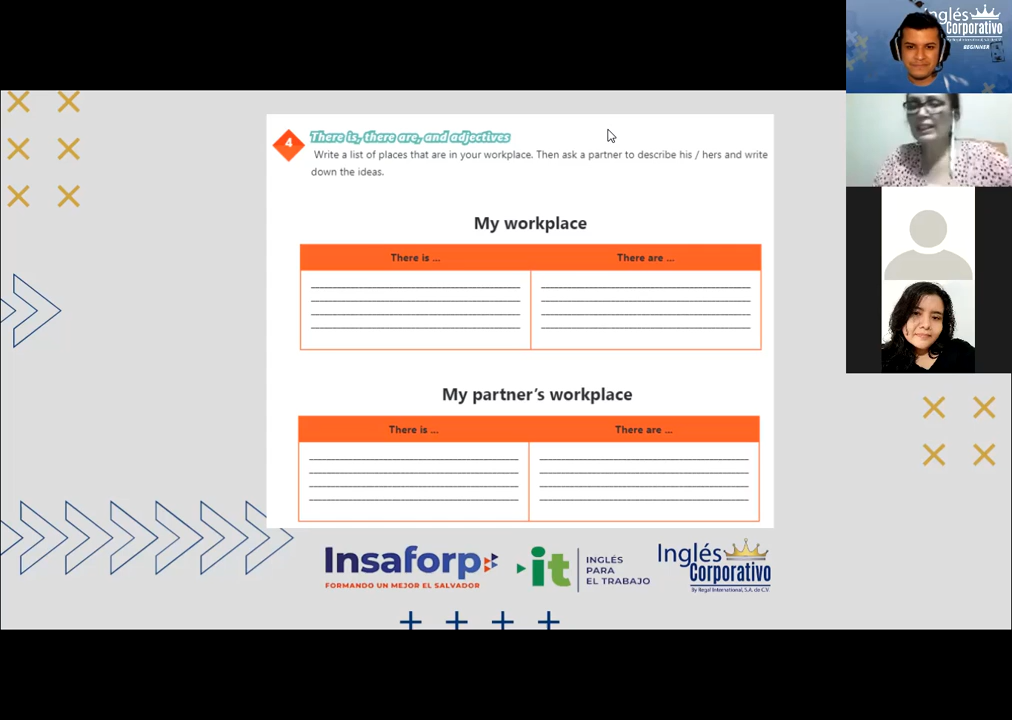 Inglés
Corporativo
BEGINNER
4
There is, there are, and adjectives
Write a list of places that are in your workplace. Then ask a partner to describe his / hers and write
down the ideas.
My workplace
There is ...
There are ...
My partner's workplace
There is ...
There are ...
Insaforp
FORMANDO UN MEJOR EL SALVADOR
it
INGLÉS
PARA
EL TRABAJO
Inglés
Corporativo
By Regal International, S.A. de C.V.